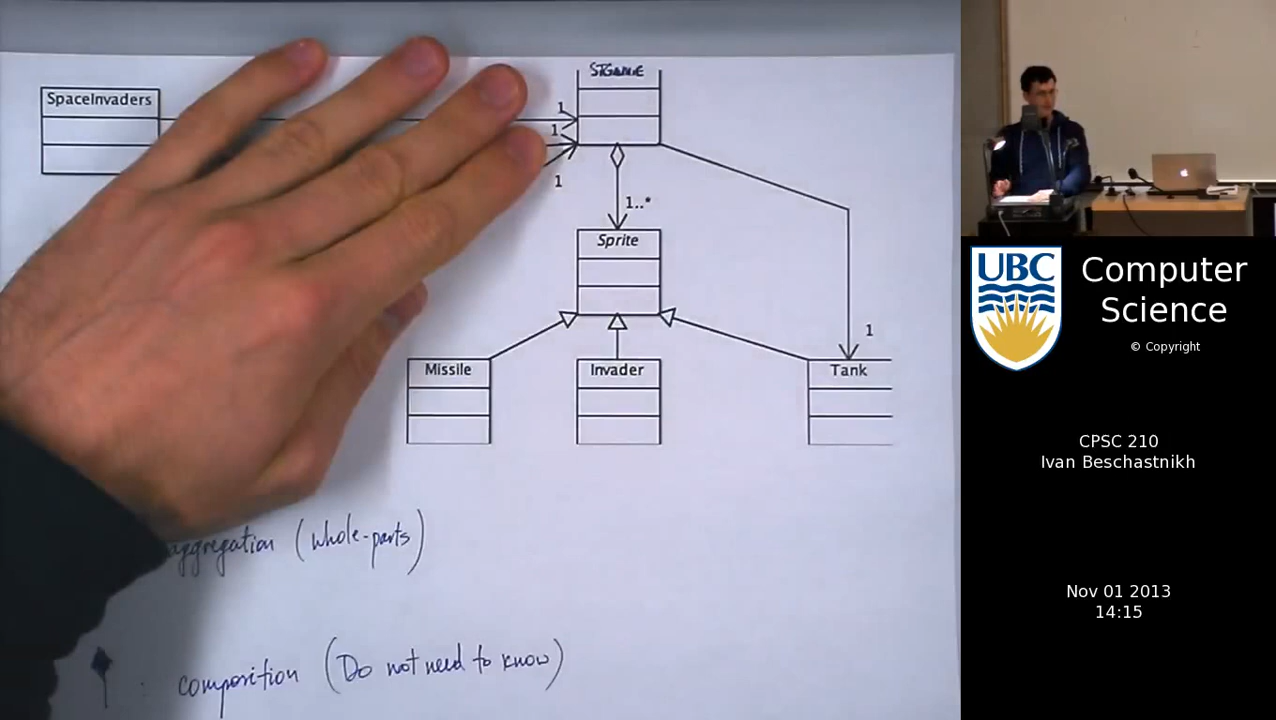 SIGame
SpaceInvaders
1
1
1
1..*
Sprite
1
Missile
Invader
Tank
aggregation (whole-parts)
composition (Do not need to know)
UBC
Computer
Science
© Copyright
CPSC 210
Ivan Beschastnikh
Nov 01 2013
14:15